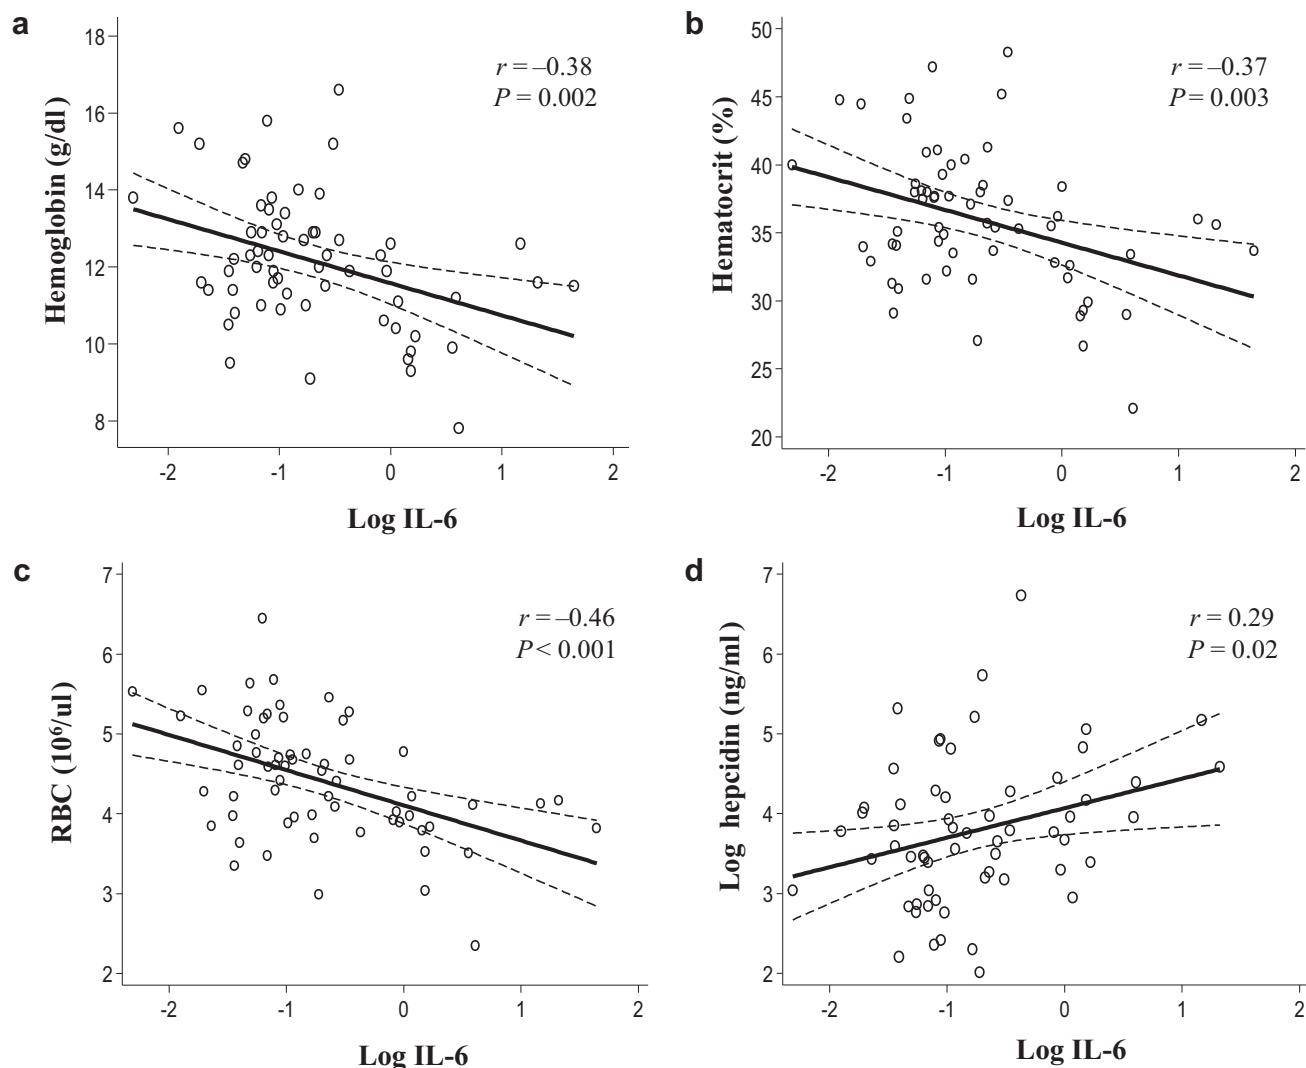 a
18
16
14
12
10
8
Hemoglobin (g/dl)
r = –0.38
P = 0.002
-2 -1 0 1 2
Log IL-6
b
50
45
40
35
30
25
20
Hematocrit (%)
r = –0.37
P = 0.003
-2 -1 0 1 2
Log IL-6
c
7
6
5
4
3
2
RBC (10⁶/ul)
r = –0.46
P < 0.001
-2 -1 0 1 2
Log IL-6
d
7
6
5
4
3
2
Log hepcidin (ng/ml)
r = 0.29
P = 0.02
-2 -1 0 1 2
Log IL-6